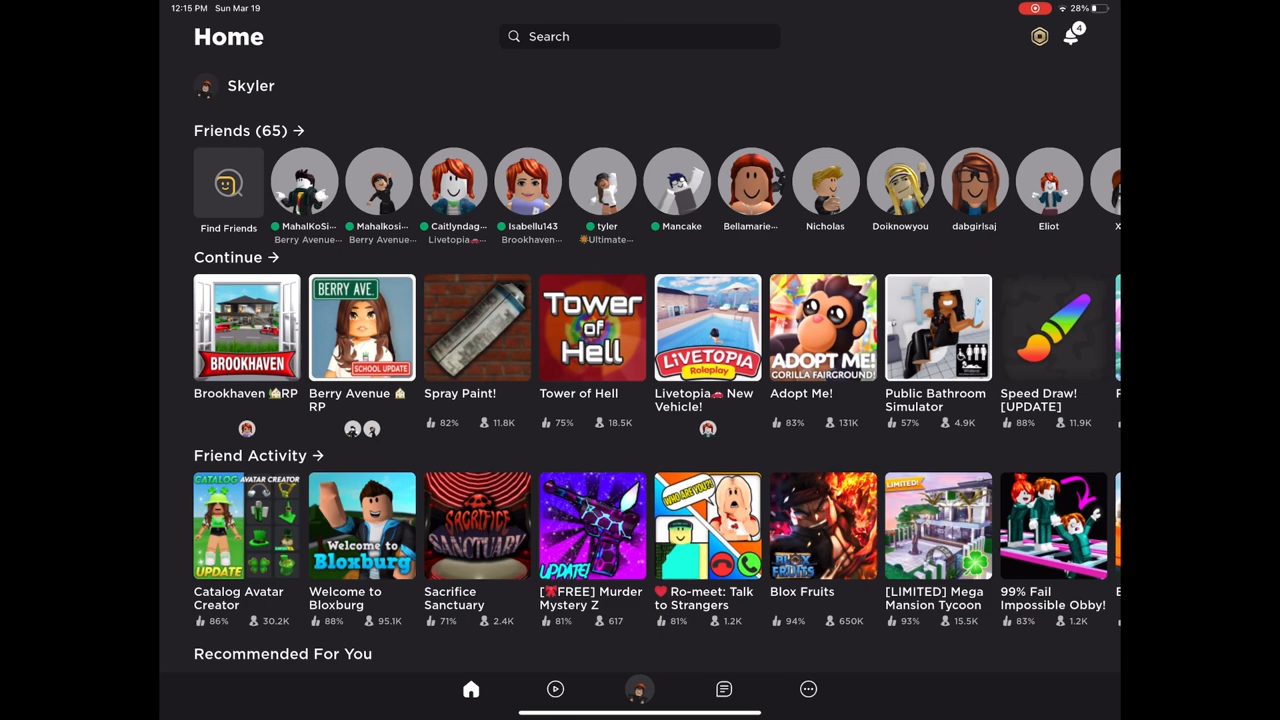 12:15 PM Sun Mar 19
28%
Home
Search
4
Skyler
Friends (65) →
Find Friends
MahalKoSi...
Mahalkosi...
Caitlyndag...
Isabellu143
tyler
Mancake
Bellamarie...
Nicholas
Doiknowyou
dabgirlsaj
Eliot
Berry Avenue...
Berry Avenue...
Livetopia🚗...
Brookhaven...
Ultimate...
Continue →
BROOKHAVEN
BERRY AVE.
SCHOOL UPDATE
TOWER OF HELL
LIVETOPIA
Roleplay
ADOPT ME!
GORILLA FAIRGROUND!
Brookhaven 🏡RP
Berry Avenue 🏠 RP
Spray Paint!
82% 11.8K
Tower of Hell
75% 18.5K
Livetopia🚗 New Vehicle!
Adopt Me!
83% 131K
Public Bathroom Simulator
57% 4.9K
Speed Draw! [UPDATE]
88% 11.9K
Friend Activity →
CATALOG AVATAR CREATOR
UPDATE
Welcome to Bloxburg
SACRIFICE SANCTUARY
UPDATE!
WHO ARE YOU?!
BLOX FRUITS
LIMITED!
Catalog Avatar Creator
86% 30.2K
Welcome to Bloxburg
88% 95.1K
Sacrifice Sanctuary
71% 2.4K
[FREE] Murder Mystery Z
81% 617
❤️ Ro-meet: Talk to Strangers
81% 1.2K
Blox Fruits
94% 650K
[LIMITED] Mega Mansion Tycoon
93% 15.5K
99% Fail Impossible Obby!
83% 1.2K
Recommended For You